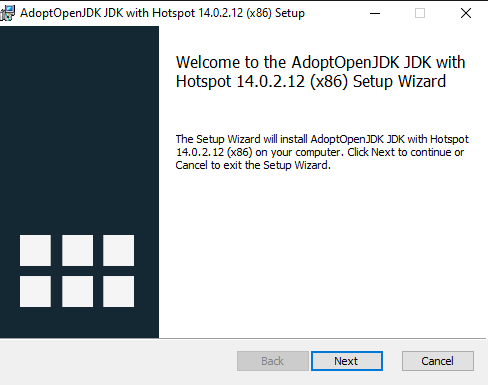 AdoptOpenJDK JDK with Hotspot 14.0.2.12 (x86) Setup
Welcome to the AdoptOpenJDK JDK with
Hotspot 14.0.2.12 (x86) Setup Wizard
The Setup Wizard will install AdoptOpenJDK JDK with Hotspot
14.0.2.12 (x86) on your computer. Click Next to continue or
Cancel to exit the Setup Wizard.
Back
Next
Cancel